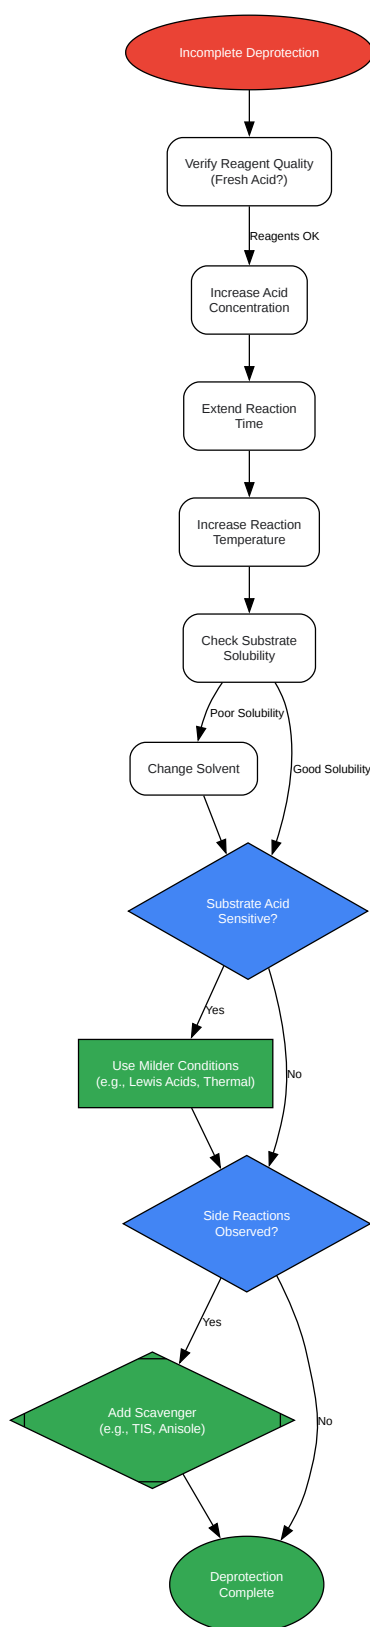 Incomplete Deprotection
Verify Reagent Quality
(Fresh Acid?)
Reagents OK
Increase Acid
Concentration
Extend Reaction
Time
Increase Reaction
Temperature
Check Substrate
Solubility
Poor Solubility
Change Solvent
Good Solubility
Substrate Acid
Sensitive?
Yes
Use Milder Conditions
(e.g., Lewis Acids, Thermal)
No
Side Reactions
Observed?
Yes
Add Scavenger
(e.g., TIS, Anisole)
No
Deprotection
Complete